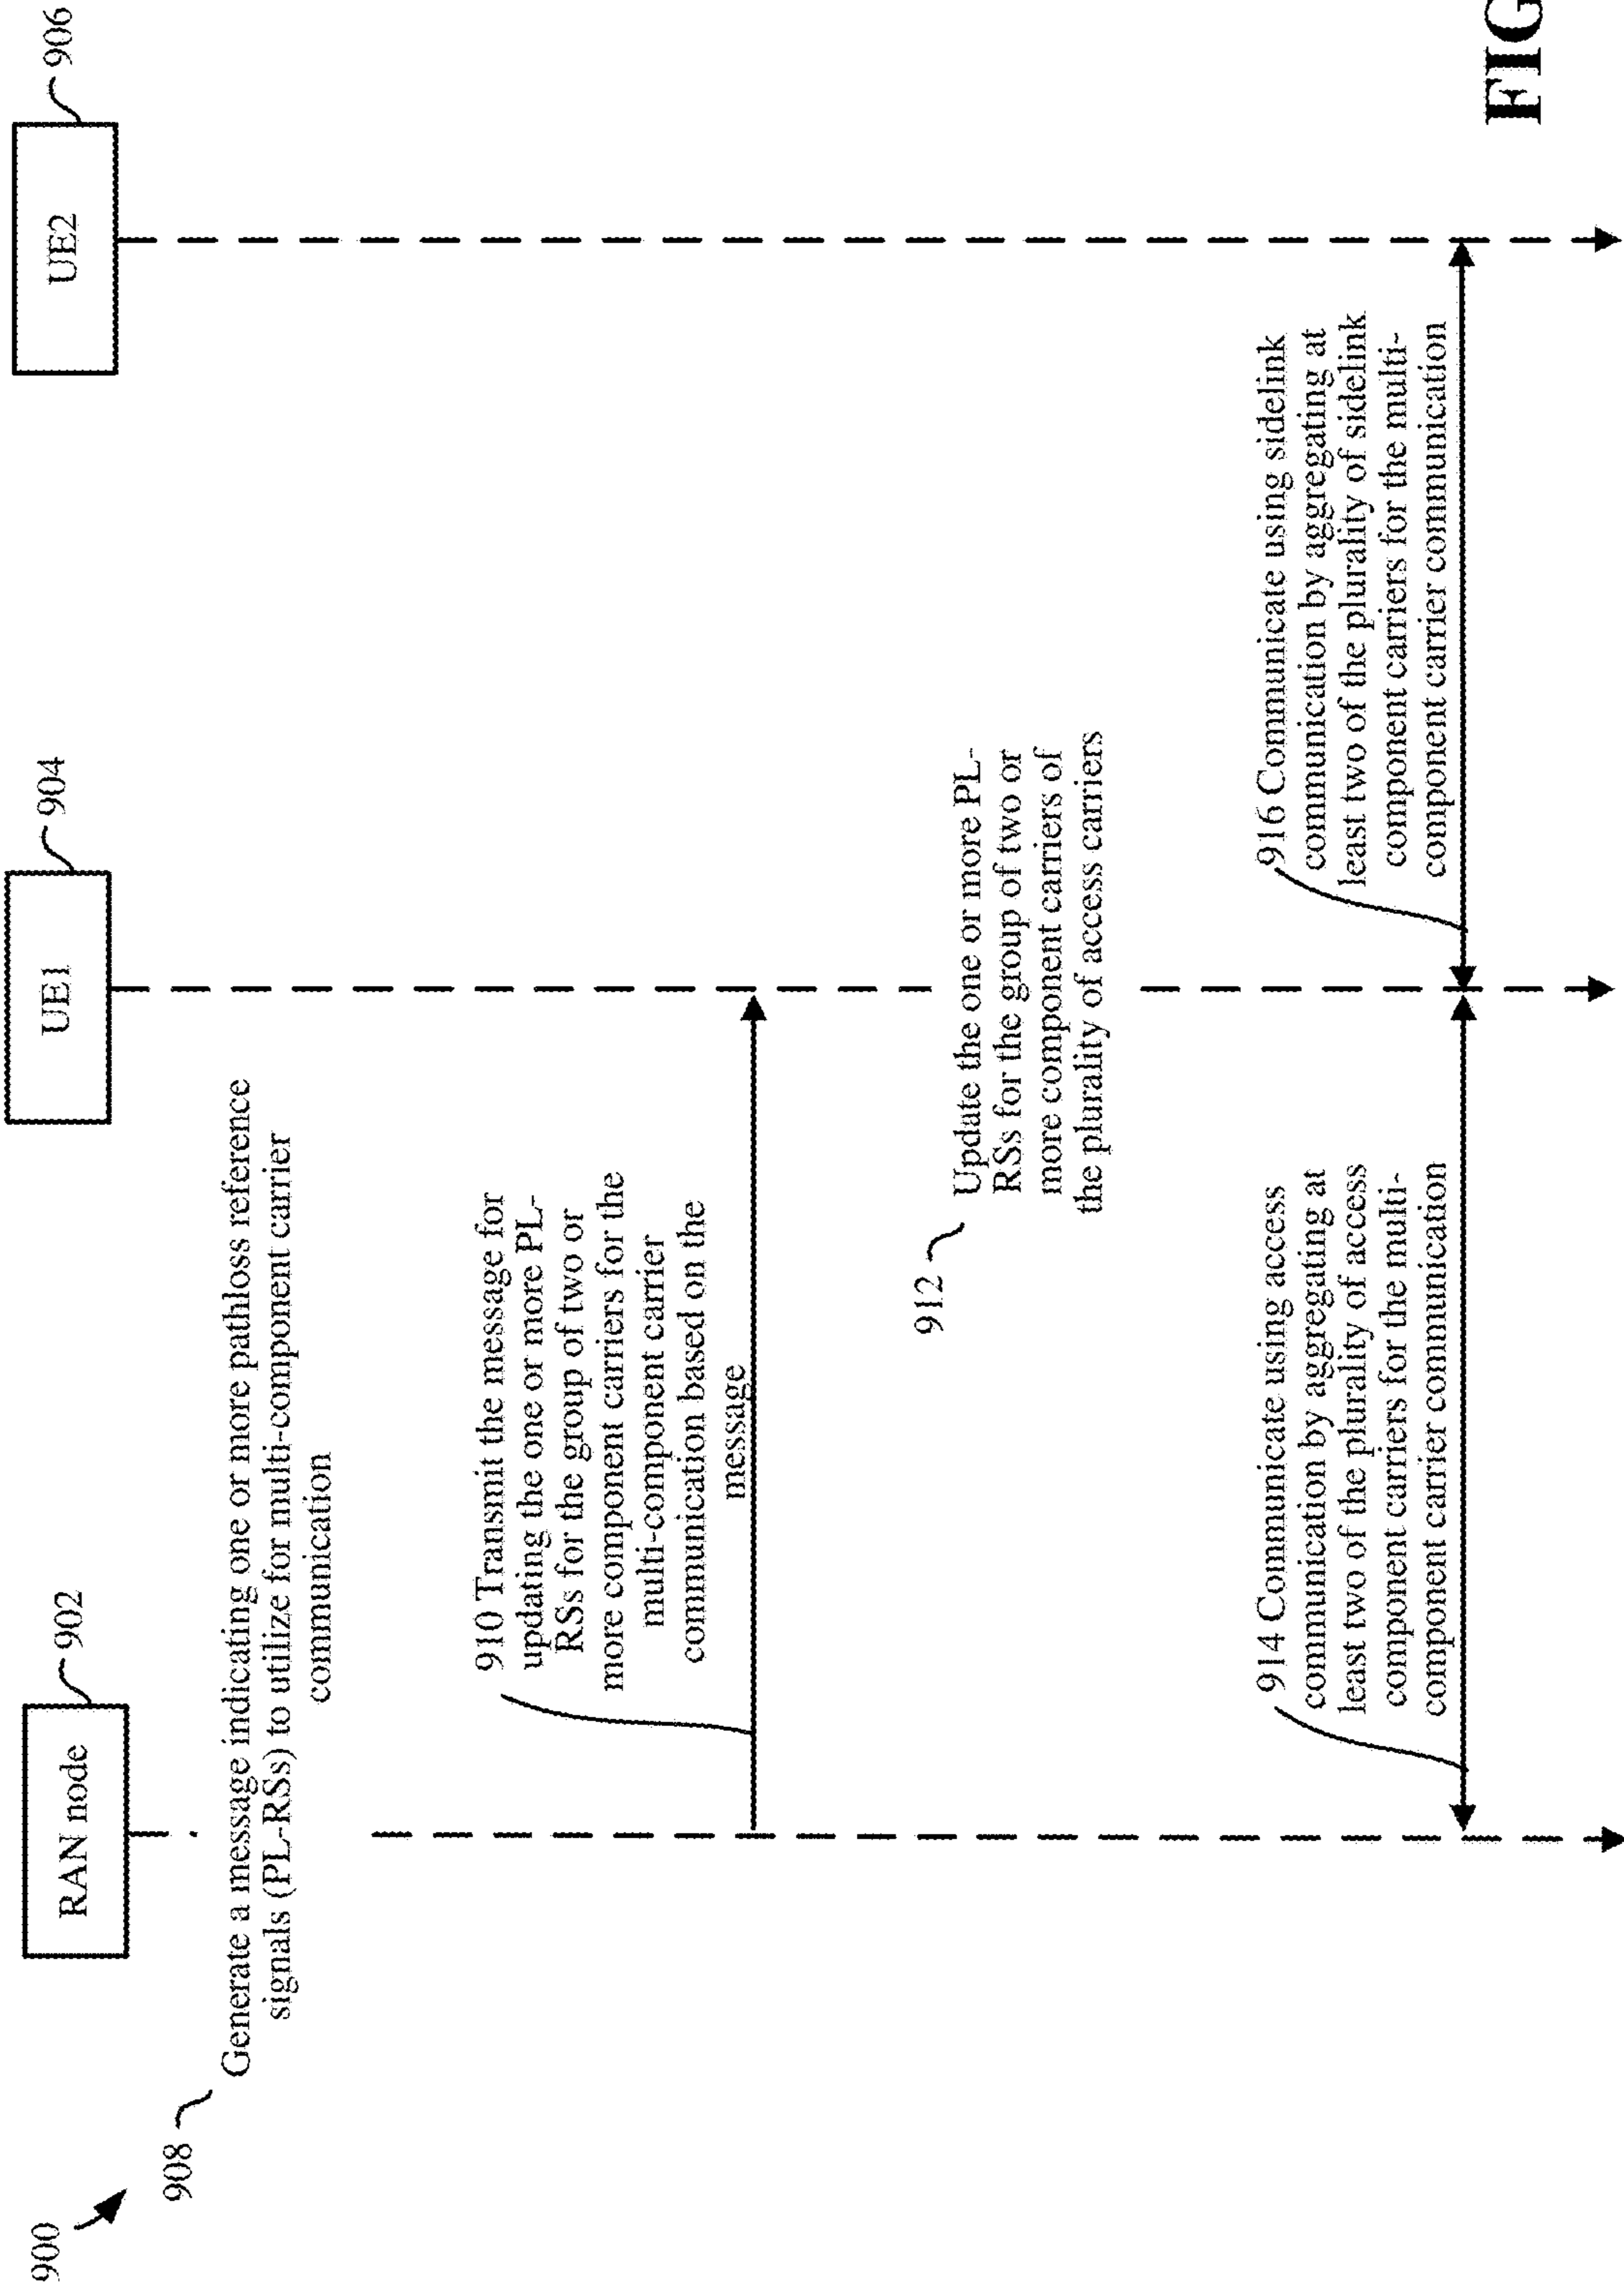 900
RAN node
902
UE1
904
UE2
906
908
Generate a message indicating one or more pathloss reference
signals (PL-RSs) to utilize for multi-component carrier
communication
910 Transmit the message for
updating the one or more PL-
RSs for the group of two or
more component carriers for the
multi-component carrier
communication based on the
message
912
Update the one or more PL-
RSs for the group of two or
more component carriers of
the plurality of access carriers
914 Communicate using access
communication by aggregating at
least two of the plurality of access
component carriers for the multi-
component carrier communication
916 Communicate using sidelink
communication by aggregating at
least two of the plurality of sidelink
component carriers for the multi-
component carrier communication
FIG